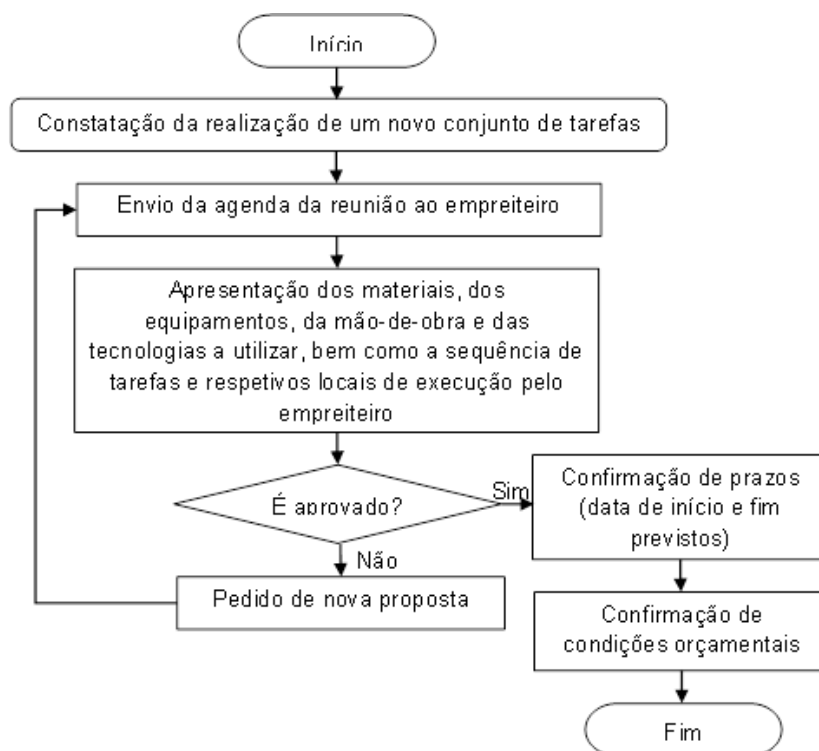 Início
Constatação da realização de um novo conjunto de tarefas
Envio da agenda da reunião ao empreiteiro
Apresentação dos materiais, dos
equipamentos, da mão-de-obra e das
tecnologias a utilizar, bem como a sequência de
tarefas e respetivos locais de execução pelo
empreiteiro
É aprovado?
Sim
Não
Pedido de nova proposta
Confirmação de prazos
(data de início e fim
previstos)
Confirmação de
condições orçamentais
Fim